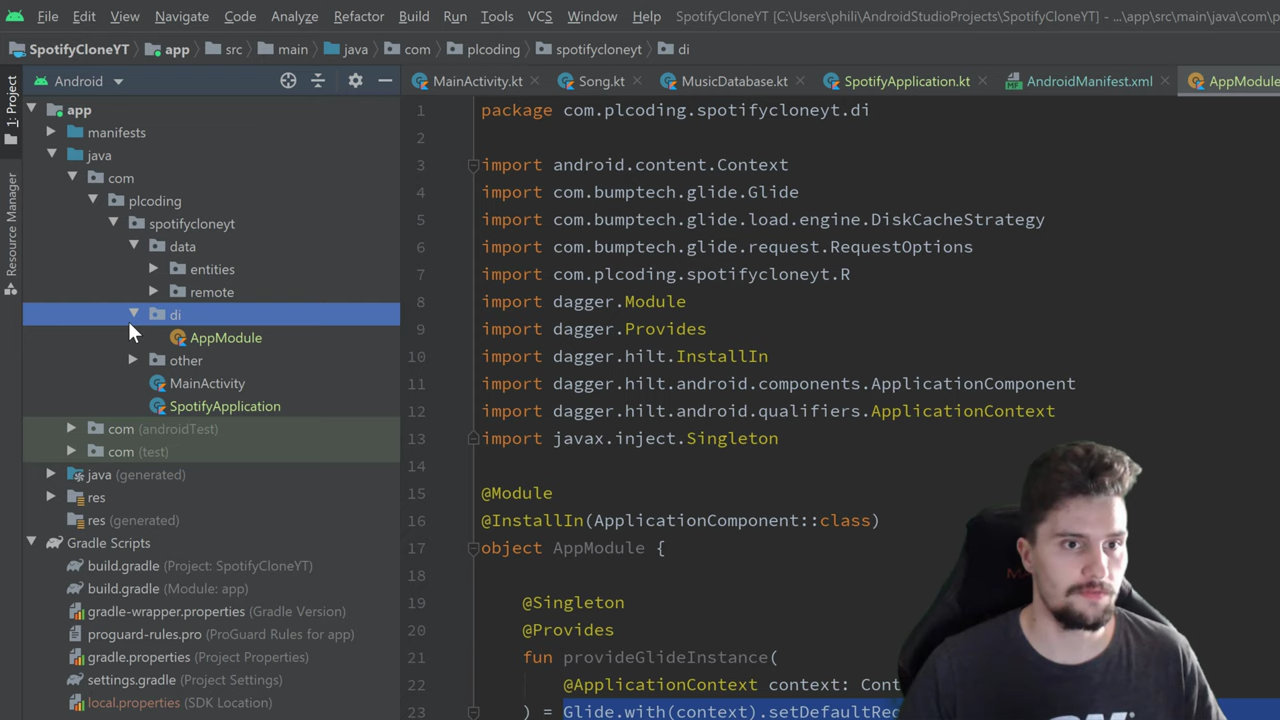 File Edit View Navigate Code Analyze Refactor Build Run Tools VCS Window Help SpotifyCloneYT [C:\Users\phili\AndroidStudioProjects\SpotifyCloneYT] - ...\app\src\main\java\com\p
SpotifyCloneYT app src main java com plcoding spotifycloneyt di
1: Project
Resource Manager
Android
app
manifests
java
com
plcoding
spotifycloneyt
data
entities
remote
di
AppModule
other
MainActivity
SpotifyApplication
com (androidTest)
com (test)
java (generated)
res
res (generated)
Gradle Scripts
build.gradle (Project: SpotifyCloneYT)
build.gradle (Module: app)
gradle-wrapper.properties (Gradle Version)
proguard-rules.pro (ProGuard Rules for app)
gradle.properties (Project Properties)
settings.gradle (Project Settings)
local.properties (SDK Location)
MainActivity.kt Song.kt MusicDatabase.kt SpotifyApplication.kt AndroidManifest.xml AppModule
1 package com.plcoding.spotifycloneyt.di
2
3 import android.content.Context
4 import com.bumptech.glide.Glide
5 import com.bumptech.glide.load.engine.DiskCacheStrategy
6 import com.bumptech.glide.request.RequestOptions
7 import com.plcoding.spotifycloneyt.R
8 import dagger.Module
9 import dagger.Provides
10 import dagger.hilt.InstallIn
11 import dagger.hilt.android.components.ApplicationComponent
12 import dagger.hilt.android.qualifiers.ApplicationContext
13 import javax.inject.Singleton
14
15 @Module
16 @InstallIn(ApplicationComponent::class)
17 object AppModule {
18
19 @Singleton
20 @Provides
21 fun provideGlideInstance(
22 @ApplicationContext context: Cont
23 ) = Glide.with(context).setDefaultRec